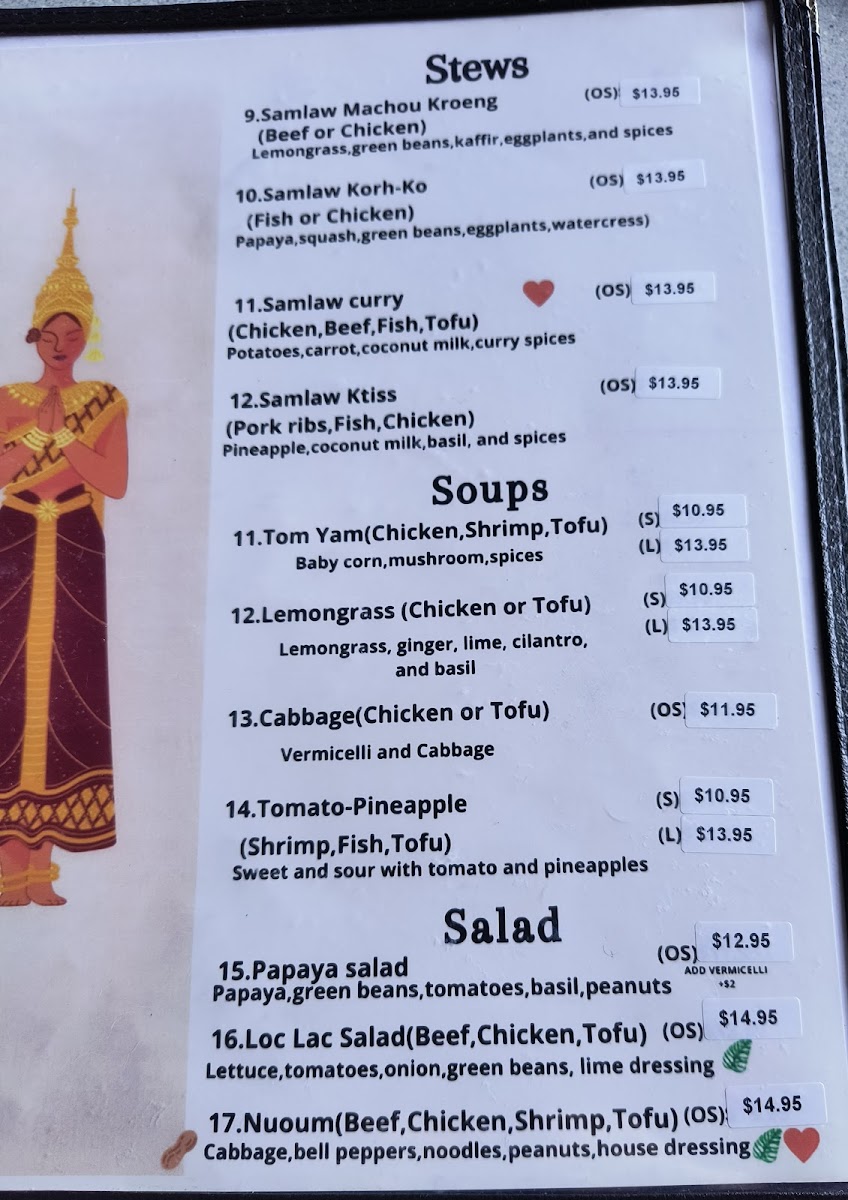 Stews
9.Samlaw Machou Kroeng (OS) $13.95
(Beef or Chicken)
Lemongrass,green beans,kaffir,eggplants,and spices
10.Samlaw Korh-Ko (OS) $13.95
(Fish or Chicken)
Papaya,squash,green beans,eggplants,watercress)
11.Samlaw curry (OS) $13.95
(Chicken,Beef,Fish,Tofu)
Potatoes,carrot,coconut milk,curry spices
12.Samlaw Ktiss (OS) $13.95
(Pork ribs,Fish,Chicken)
Pineapple,coconut milk,basil, and spices
Soups
11.Tom Yam(Chicken,Shrimp,Tofu) (S) $10.95
(L) $13.95
Baby corn,mushroom,spices
12.Lemongrass (Chicken or Tofu) (S) $10.95
(L) $13.95
Lemongrass, ginger, lime, cilantro,
and basil
13.Cabbage(Chicken or Tofu) (OS) $11.95
Vermicelli and Cabbage
14.Tomato-Pineapple (S) $10.95
(Shrimp,Fish,Tofu) (L) $13.95
Sweet and sour with tomato and pineapples
Salad
15.Papaya salad (OS) $12.95
ADD VERMICELLI
+$2
Papaya,green beans,tomatoes,basil,peanuts
16.Loc Lac Salad(Beef,Chicken,Tofu) (OS) $14.95
Lettuce,tomatoes,onion,green beans, lime dressing
17.Nuoum(Beef,Chicken,Shrimp,Tofu) (OS) $14.95
Cabbage,bell peppers,noodles,peanuts,house dressing